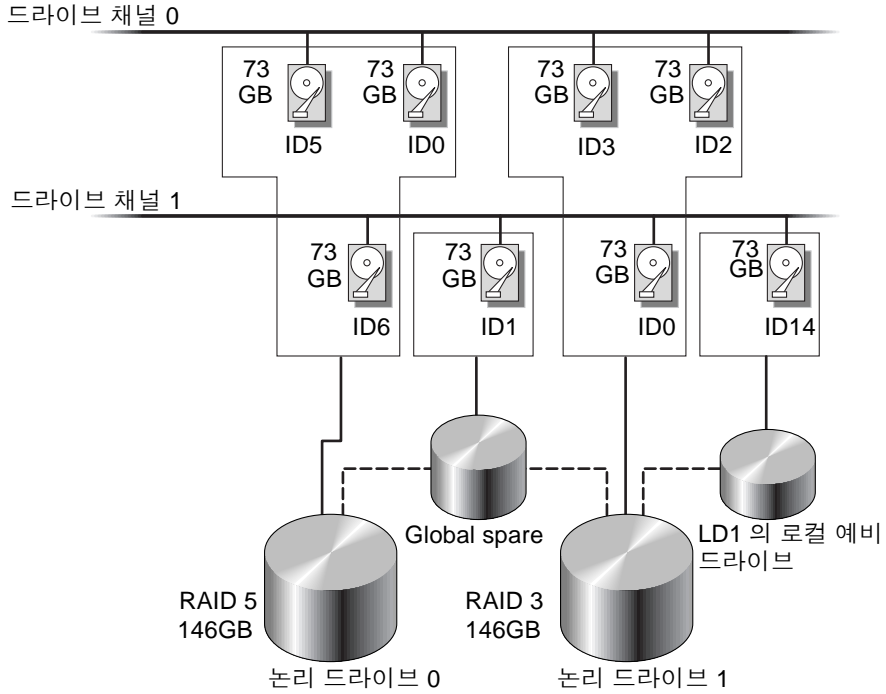 드라이브 채널 0
73
GB
ID5
73
GB
ID0
73
GB
ID3
73
GB
ID2
드라이브 채널 1
73
GB
ID6
73
GB
ID1
73
GB
ID0
73
GB
ID14
Global spare
LD1 의 로컬 예비
드라이브
RAID 5
146GB
RAID 3
146GB
논리 드라이브 0
논리 드라이브 1